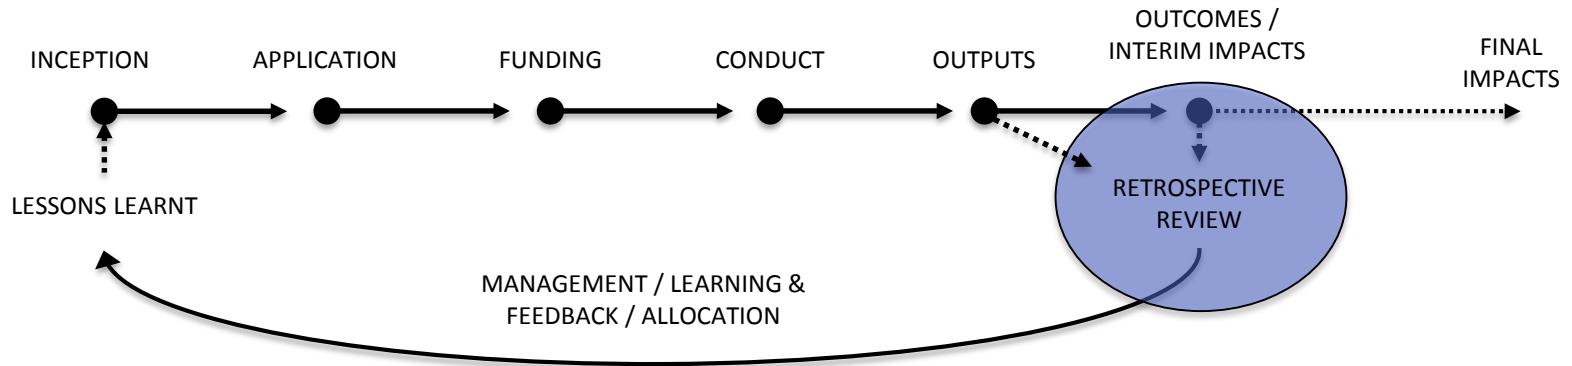 INCEPTION
APPLICATION
FUNDING
CONDUCT
OUTPUTS
OUTCOMES /
INTERIM IMPACTS
FINAL
IMPACTS
LESSONS LEARNT
RETROSPECTIVE
REVIEW
MANAGEMENT / LEARNING &
FEEDBACK / ALLOCATION